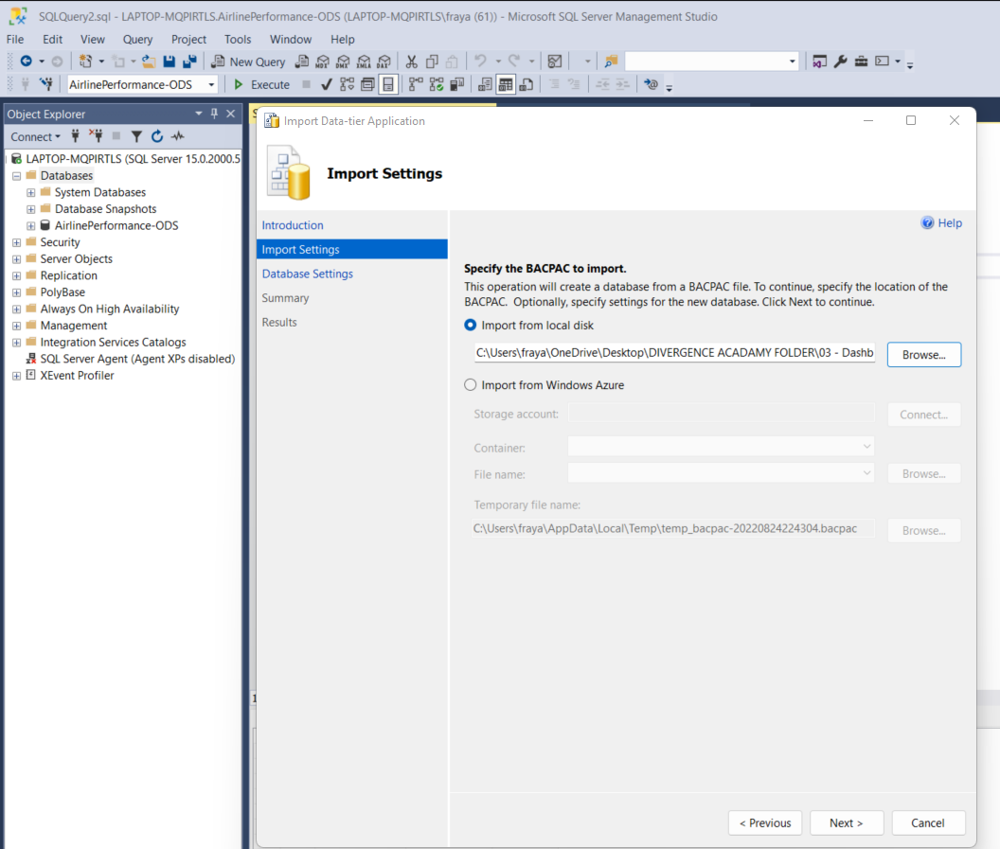 SQLQuery2.sql - LAPTOP-MQPIRTLS.AirlinePerformance-ODS (LAPTOP-MQPIRTLS\fraya (61)) - Microsoft SQL Server Management Studio
File Edit View Query Project Tools Window Help
New Query MDX DMX XMLA DAX
AirlinePerformance-ODS Execute
Object Explorer
Connect
LAPTOP-MQPIRTLS (SQL Server 15.0.2000.5
Databases
System Databases
Database Snapshots
AirlinePerformance-ODS
Security
Server Objects
Replication
PolyBase
Always On High Availability
Management
Integration Services Catalogs
SQL Server Agent (Agent XPs disabled)
XEvent Profiler
Import Data-tier Application
Import Settings
Introduction
Import Settings
Database Settings
Summary
Results
Help
Specify the BACPAC to import.
This operation will create a database from a BACPAC file. To continue, specify the location of the
BACPAC. Optionally, specify settings for the new database. Click Next to continue.
Import from local disk
C:\Users\fraya\OneDrive\Desktop\DIVERGENCE ACADAMY FOLDER\03 - Dashb
Browse...
Import from Windows Azure
Storage account:
Connect...
Container:
File name:
Browse...
Temporary file name:
C:\Users\fraya\AppData\Local\Temp\temp_bacpac-20220824224304.bacpac
Browse...
< Previous
Next >
Cancel